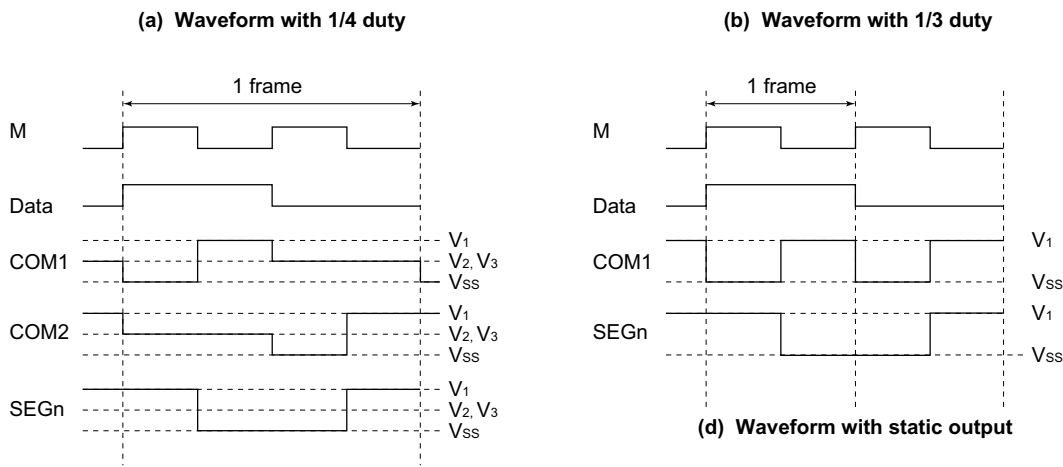 (a) Waveform with 1/4 duty
1 frame
M
Data
COM1
V1
V2, V3
VSS
COM2
V1
V2, V3
VSS
SEGn
V1
V2, V3
VSS
(b) Waveform with 1/3 duty
1 frame
M
Data
COM1
V1
VSS
SEGn
V1
VSS
(d) Waveform with static output